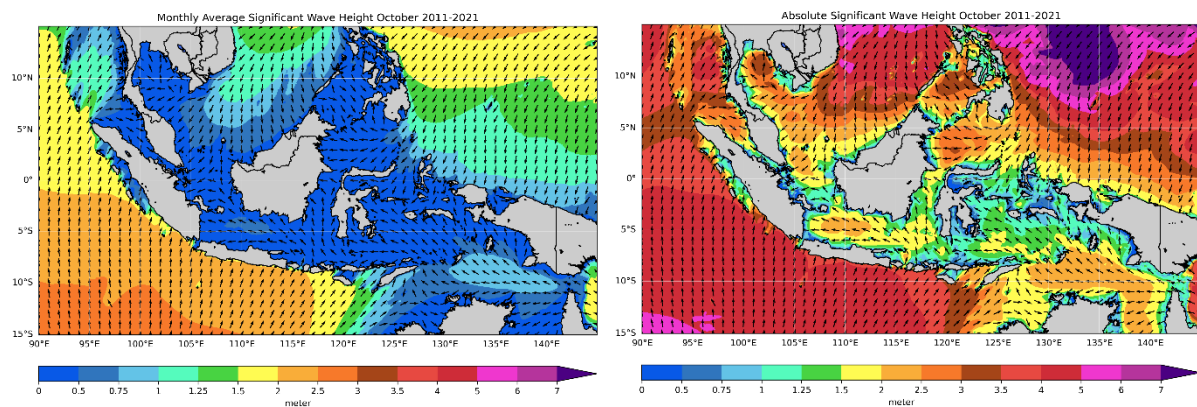 Monthly Average Significant Wave Height October 2011-2021
10°N
5°N
0°
5°S
10°S
15°S
90°E 95°E 100°E 105°E 110°E 115°E 120°E 125°E 130°E 135°E 140°E
0 0.5 0.75 1 1.25 1.5 2 2.5 3 3.5 4 5 6 7
meter
Absolute Significant Wave Height October 2011-2021
10°N
5°N
0°
5°S
10°S
15°S
90°E 95°E 100°E 105°E 110°E 115°E 120°E 125°E 130°E 135°E 140°E
0 0.5 0.75 1 1.25 1.5 2 2.5 3 3.5 4 5 6 7
meter